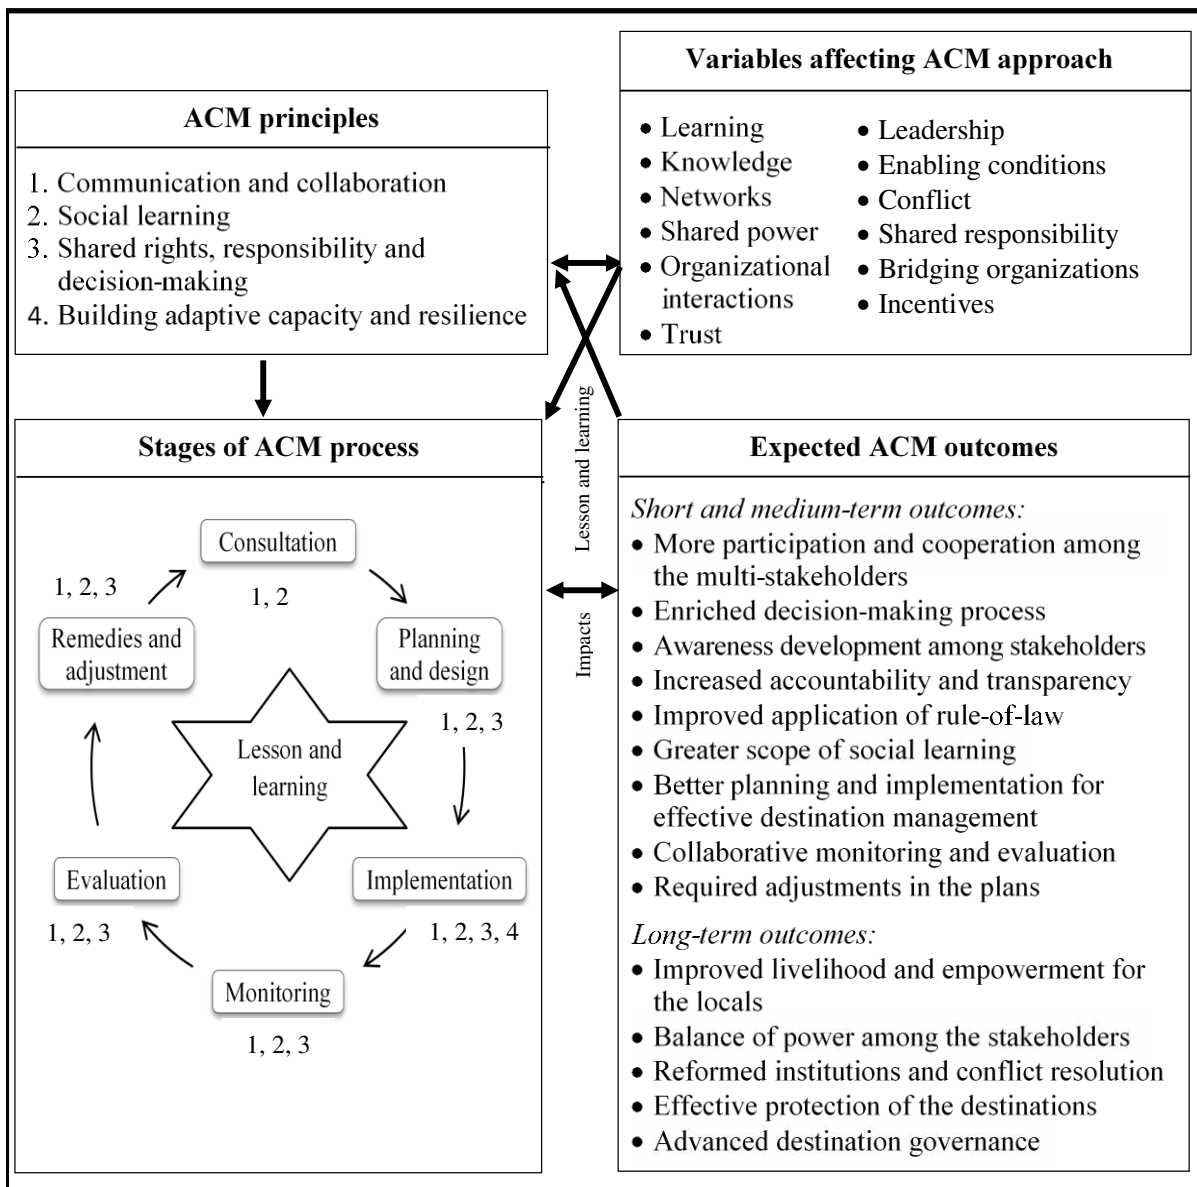 ACM principles
1. Communication and collaboration
2. Social learning
3. Shared rights, responsibility and
decision-making
4. Building adaptive capacity and resilience
Variables affecting ACM approach
• Learning
• Knowledge
• Networks
• Shared power
• Organizational
interactions
• Trust
• Leadership
• Enabling conditions
• Conflict
• Shared responsibility
• Bridging organizations
• Incentives
Stages of ACM process
Consultation
1, 2
Planning
and design
1, 2, 3
Implementation
1, 2, 3, 4
Monitoring
1, 2, 3
Evaluation
1, 2, 3
Remedies and
adjustment
1, 2, 3
Lesson and
learning
Lesson and learning
Impacts
Expected ACM outcomes
Short and medium-term outcomes:
• More participation and cooperation among
the multi-stakeholders
• Enriched decision-making process
• Awareness development among stakeholders
• Increased accountability and transparency
• Improved application of rule-of-law
• Greater scope of social learning
• Better planning and implementation for
effective destination management
• Collaborative monitoring and evaluation
• Required adjustments in the plans
Long-term outcomes:
• Improved livelihood and empowerment for
the locals
• Balance of power among the stakeholders
• Reformed institutions and conflict resolution
• Effective protection of the destinations
• Advanced destination governance